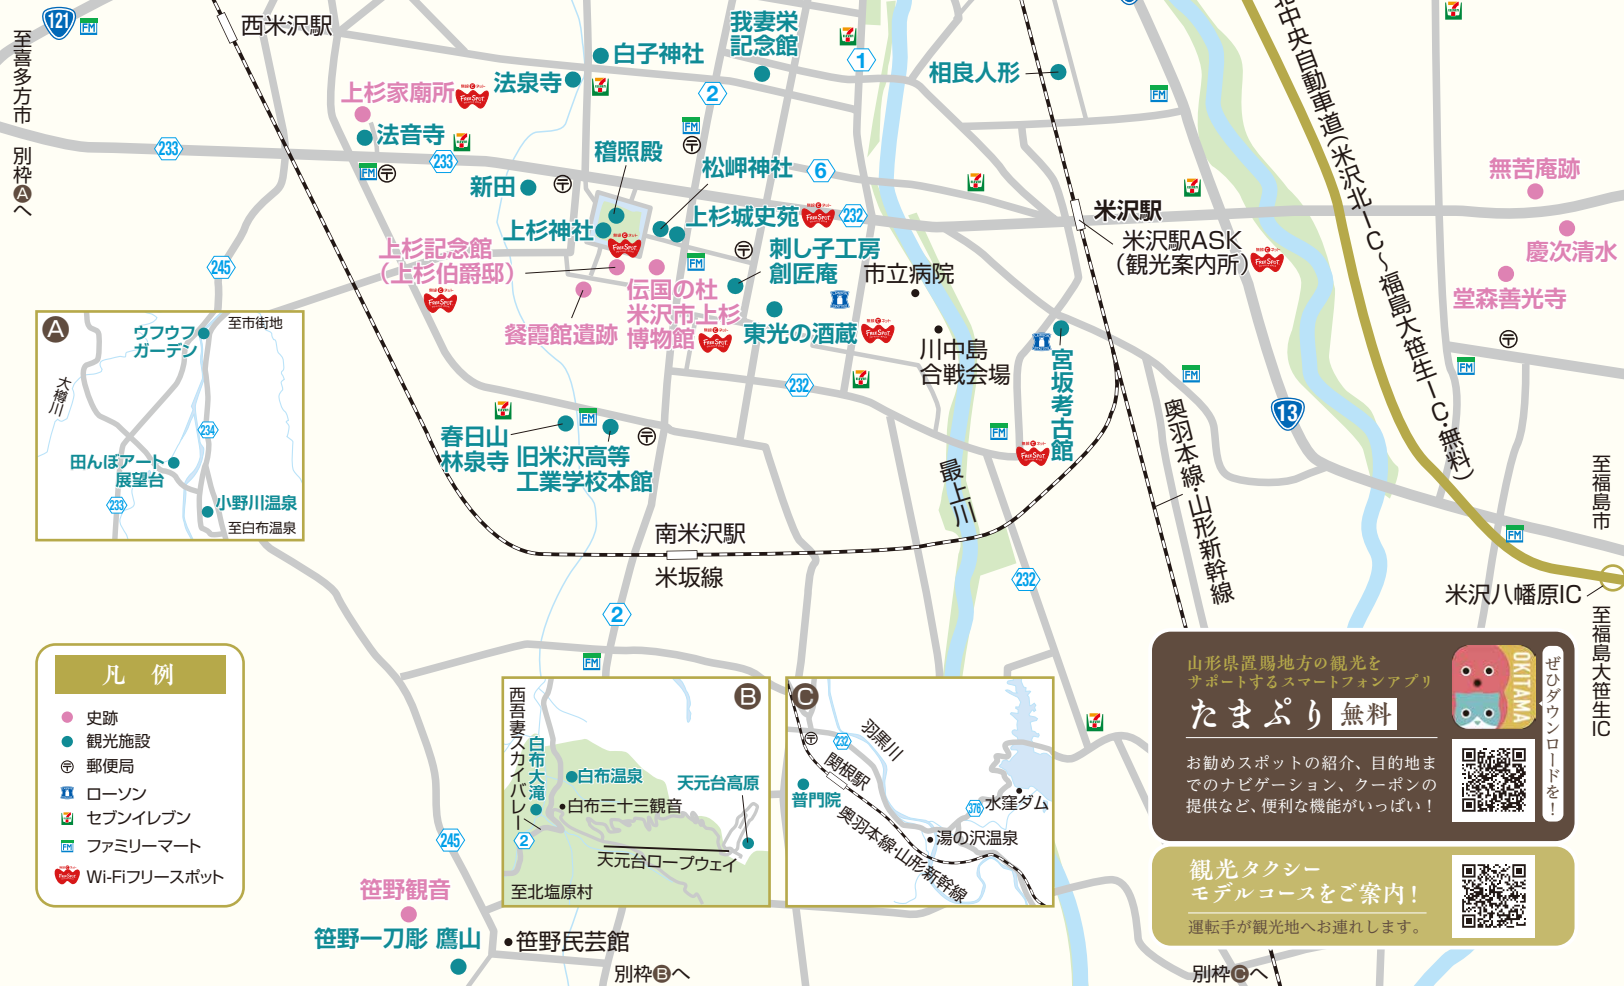 121
FM
西米沢駅
至喜多方市
別枠Aへ
上杉家廟所
法音寺
法泉寺
白子神社
我妻栄
記念館
1
2
相良人形
北中央自動車道(米沢北IC〜福島大笹生IC・無料)
233
233
新田
稽照殿
松岬神社
6
上杉神社
上杉城史苑
232
米沢駅
米沢駅ASK
(観光案内所)
無苦庵跡
慶次清水
堂森善光寺
上杉記念館
(上杉伯爵邸)
245
餐霞館遺跡
伝国の杜
米沢市上杉
博物館
刺し子工房
創匠庵
東光の酒蔵
市立病院
川中島
合戦会場
宮坂考古館
232
13
春日山
林泉寺
旧米沢高等
工業学校本館
最上川
奥羽本線・山形新幹線
南米沢駅
米坂線
2
232
至福島市
米沢八幡原IC
至福島大笹生IC
A
ウフウフ
ガーデン
至市街地
大樽川
234
田んぼアート
展望台
233
小野川温泉
至白布温泉
凡 例
史跡
観光施設
郵便局
ローソン
セブンイレブン
ファミリーマート
Wi-Fiフリースポット
245
笹野観音
笹野一刀彫 鷹山
笹野民芸館
別枠Bへ
B
西吾妻スカイバレー
白布大滝
白布温泉
白布三十三観音
天元台高原
2
天元台ロープウェイ
至北塩原村
C
232
羽黒川
関根駅
普門院
376
水窪ダム
湯の沢温泉
奥羽本線・山形新幹線
別枠Cへ
山形県置賜地方の観光を
サポートするスマートフォンアプリ
たまぷり 無料
OKITAMA
ぜひダウンロードを!
お勧めスポットの紹介、目的地ま
でのナビゲーション、クーポンの
提供など、便利な機能がいっぱい!
観光タクシー
モデルコースをご案内!
運転手が観光地へお連れします。